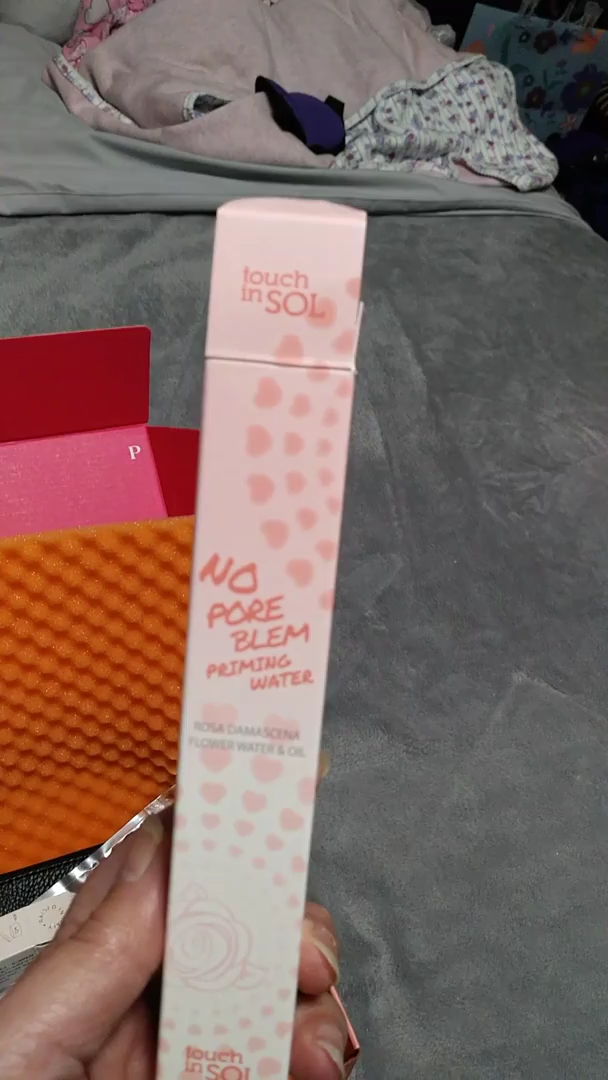 touch
in SOL
P
NO
PORE
BLEM
PRIMING
WATER
ROSA DAMASCENA
FLOWER WATER & OIL
touch
in SOL